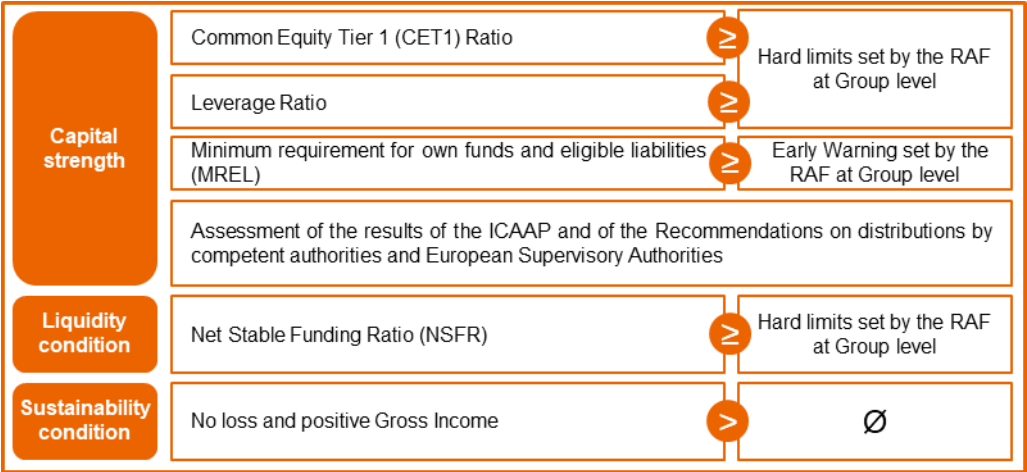 Capital
strength
Common Equity Tier 1 (CET1) Ratio
≥
Leverage Ratio
≥
Hard limits set by the RAF
at Group level
Minimum requirement for own funds and eligible liabilities
(MREL)
≥
Early Warning set by the
RAF at Group level
Assessment of the results of the ICAAP and of the Recommendations on distributions by
competent authorities and European Supervisory Authorities
Liquidity
condition
Net Stable Funding Ratio (NSFR)
≥
Hard limits set by the RAF
at Group level
Sustainability
condition
No loss and positive Gross Income
>
Ø